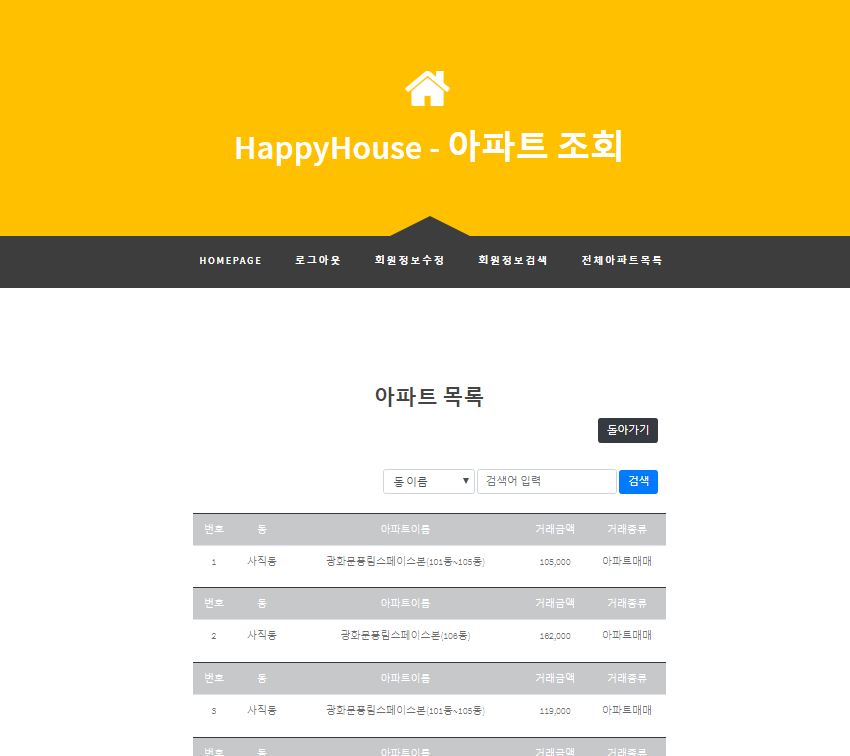 HappyHouse - 아파트 조회
HOMEPAGE 로그아웃 회원정보수정 회원정보검색 전체아파트목록
아파트 목록
돌아가기
동 이름 검색어 입력 검색
번호 동 아파트이름 거래금액 거래종류
1 사직동 광화문풍림스페이스본(101동~105동) 105,000 아파트매매
번호 동 아파트이름 거래금액 거래종류
2 사직동 광화문풍림스페이스본(106동) 162,000 아파트매매
번호 동 아파트이름 거래금액 거래종류
3 사직동 광화문풍림스페이스본(101동~105동) 119,000 아파트매매
번호 동 아파트이름 거래금액 거래종류